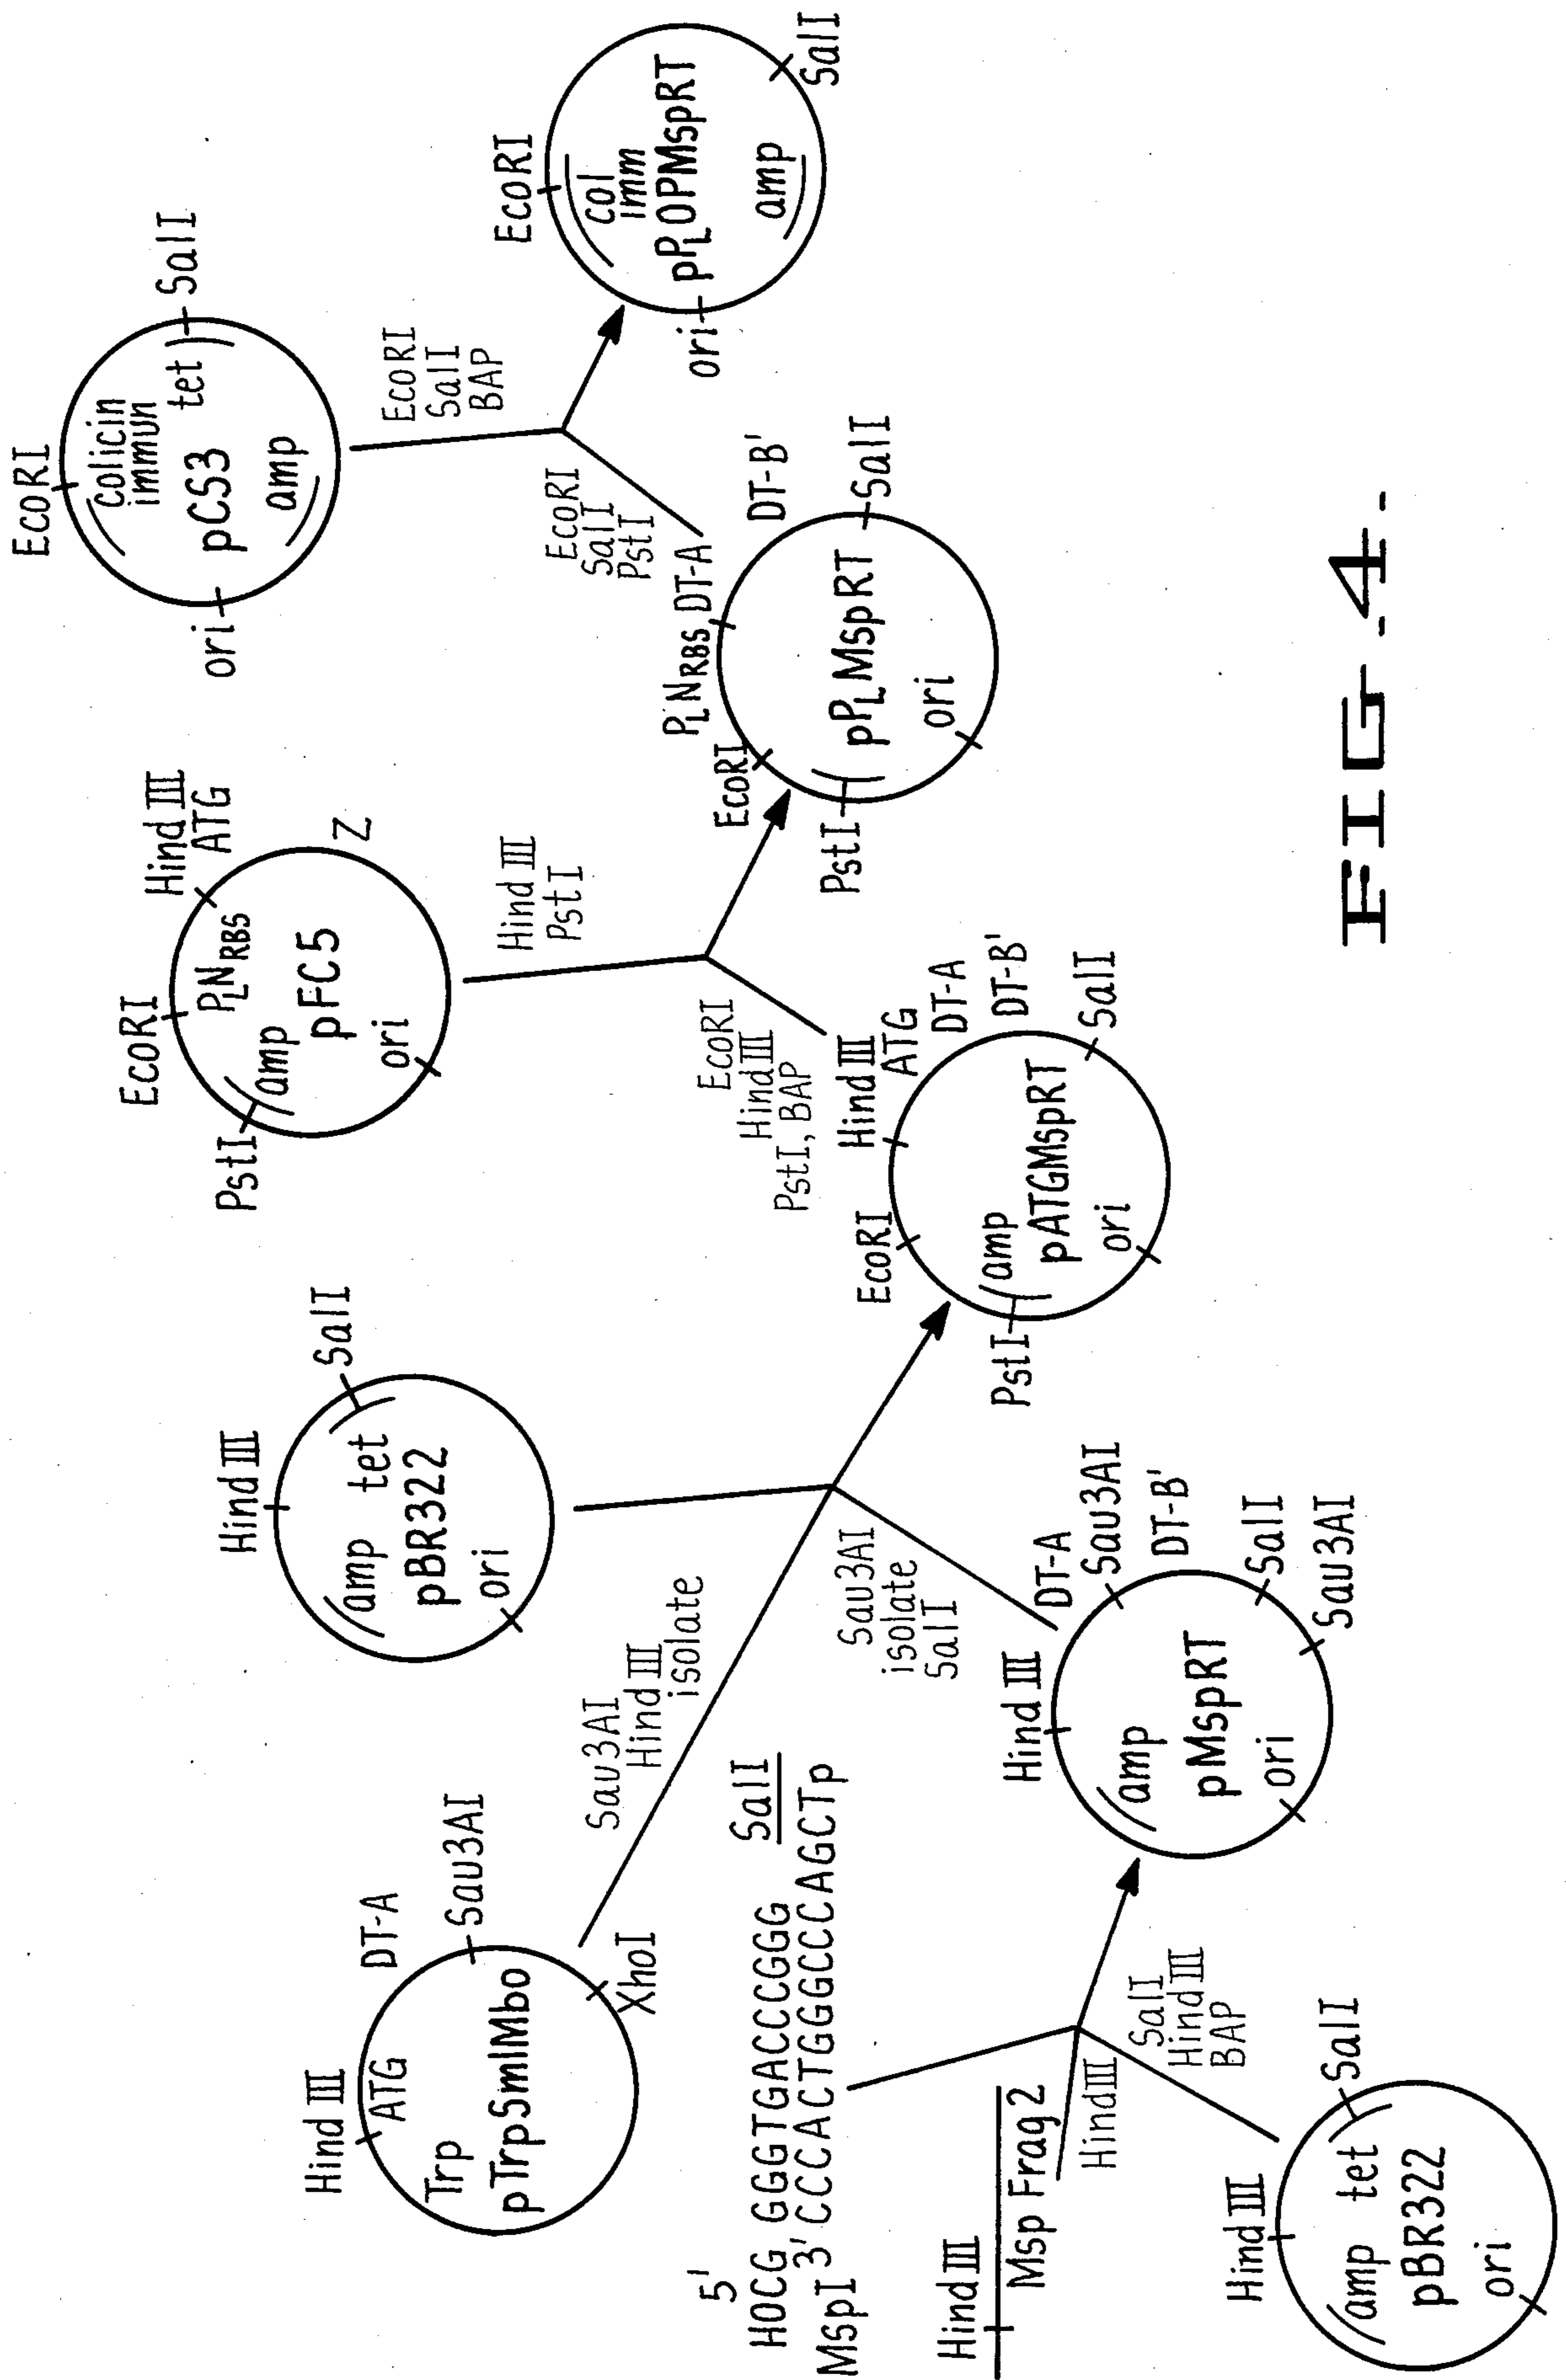 Hind III
ATG
DT-A
Sau3AI
Trp
pTrpSmlMbo
XhoI
Sau3AI
Hind III
isolate
5'
HOCG GGGTGACCCGGG
SalI
MspI 3'CCCACTGGGCCCAGCTp
Hind III
Msp Frag 2
HindIII
SalI
Hind III
BAP
Hind III
SalI
amp tet
pBR322
ori
Hind III
SalI
amp tet
pBR322
ori
Sau3AI
isolate
SalI
Hind III
DT-A
Sau3AI
DT-B'
SalI
Sau3AI
amp
pMspRT
ori
EcoRI
PstI
Hind III
ATG
PLNRBS
amp
pFC5
ori
Z
Hind III
PstI
EcoRI
Hind III
PstI, BAP
EcoRI
Hind III
ATG
DT-A
DT-B'
SalI
PstI
amp
pATGMspRT
ori
EcoRI
colicin
immun
tet
SalI
pCS3
amp
ori
EcoRI
SalI
BAP
EcoRI
SalI
PstI
EcoRI
PLNRBS DT-A
DT-B'
SalI
PstI
pPLMspRT
ori
EcoRI
col
imm
pPLOPMspRT
amp
ori
SalI
FIG.4.